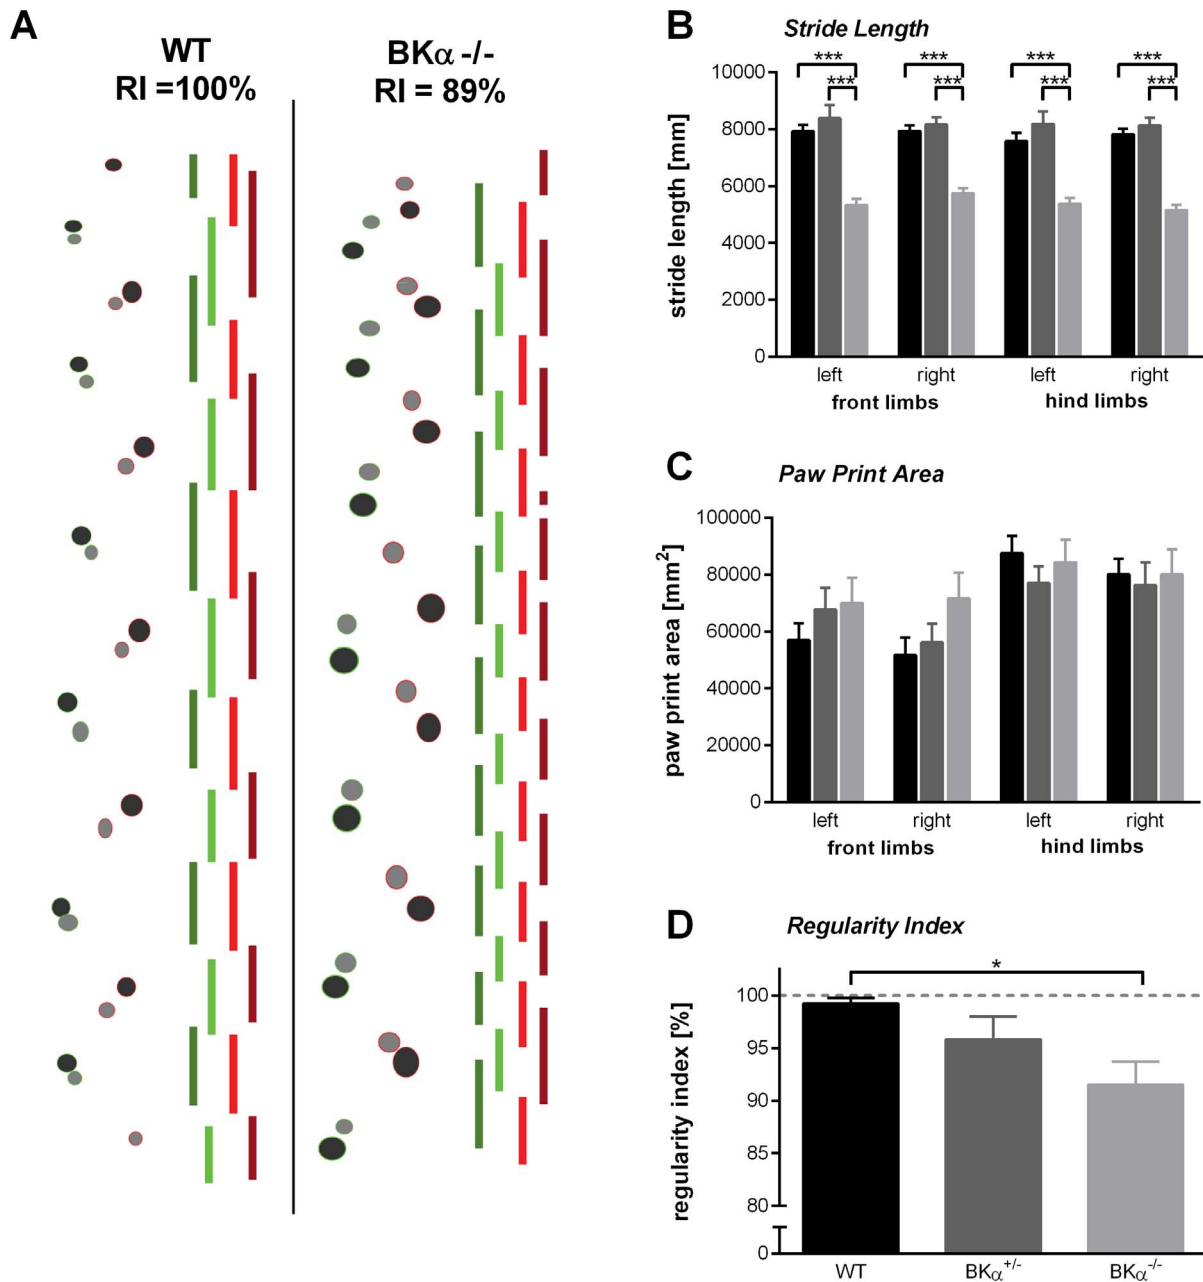 A
WT
RI =100%
BKα -/-
RI = 89%
B
Stride Length
*** *** *** ***
*** *** *** ***
stride length [mm]
10000
8000
6000
4000
2000
0
left right left right
front limbs hind limbs
C
Paw Print Area
paw print area [mm²]
100000
80000
60000
40000
20000
0
left right left right
front limbs hind limbs
D
Regularity Index
*
regularity index [%]
100
95
90
85
80
0
WT BKα+/- BKα-/-